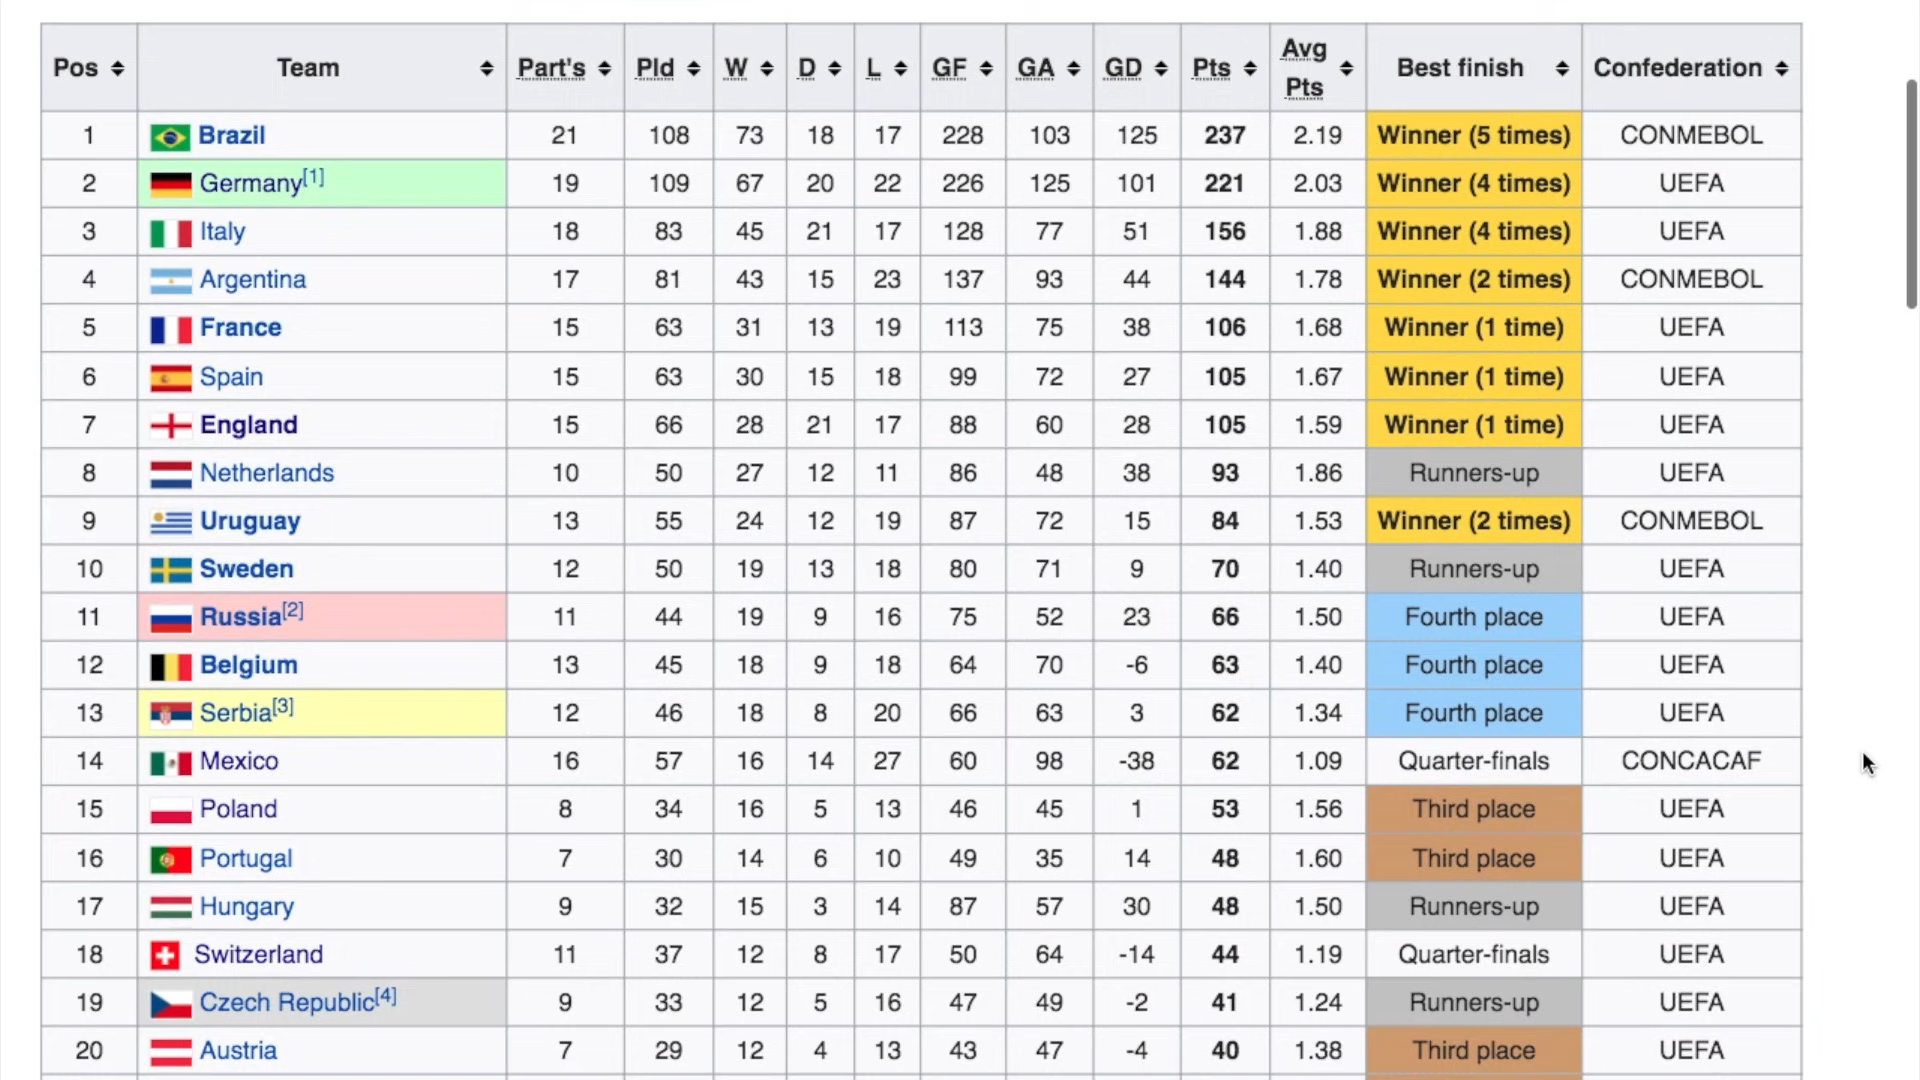 Pos Team Part's Pld W D L GF GA GD Pts Avg Pts Best finish Confederation
1 Brazil 21 108 73 18 17 228 103 125 237 2.19 Winner (5 times) CONMEBOL
2 Germany[1] 19 109 67 20 22 226 125 101 221 2.03 Winner (4 times) UEFA
3 Italy 18 83 45 21 17 128 77 51 156 1.88 Winner (4 times) UEFA
4 Argentina 17 81 43 15 23 137 93 44 144 1.78 Winner (2 times) CONMEBOL
5 France 15 63 31 13 19 113 75 38 106 1.68 Winner (1 time) UEFA
6 Spain 15 63 30 15 18 99 72 27 105 1.67 Winner (1 time) UEFA
7 England 15 66 28 21 17 88 60 28 105 1.59 Winner (1 time) UEFA
8 Netherlands 10 50 27 12 11 86 48 38 93 1.86 Runners-up UEFA
9 Uruguay 13 55 24 12 19 87 72 15 84 1.53 Winner (2 times) CONMEBOL
10 Sweden 12 50 19 13 18 80 71 9 70 1.40 Runners-up UEFA
11 Russia[2] 11 44 19 9 16 75 52 23 66 1.50 Fourth place UEFA
12 Belgium 13 45 18 9 18 64 70 -6 63 1.40 Fourth place UEFA
13 Serbia[3] 12 46 18 8 20 66 63 3 62 1.34 Fourth place UEFA
14 Mexico 16 57 16 14 27 60 98 -38 62 1.09 Quarter-finals CONCACAF
15 Poland 8 34 16 5 13 46 45 1 53 1.56 Third place UEFA
16 Portugal 7 30 14 6 10 49 35 14 48 1.60 Third place UEFA
17 Hungary 9 32 15 3 14 87 57 30 48 1.50 Runners-up UEFA
18 Switzerland 11 37 12 8 17 50 64 -14 44 1.19 Quarter-finals UEFA
19 Czech Republic[4] 9 33 12 5 16 47 49 -2 41 1.24 Runners-up UEFA
20 Austria 7 29 12 4 13 43 47 -4 40 1.38 Third place UEFA